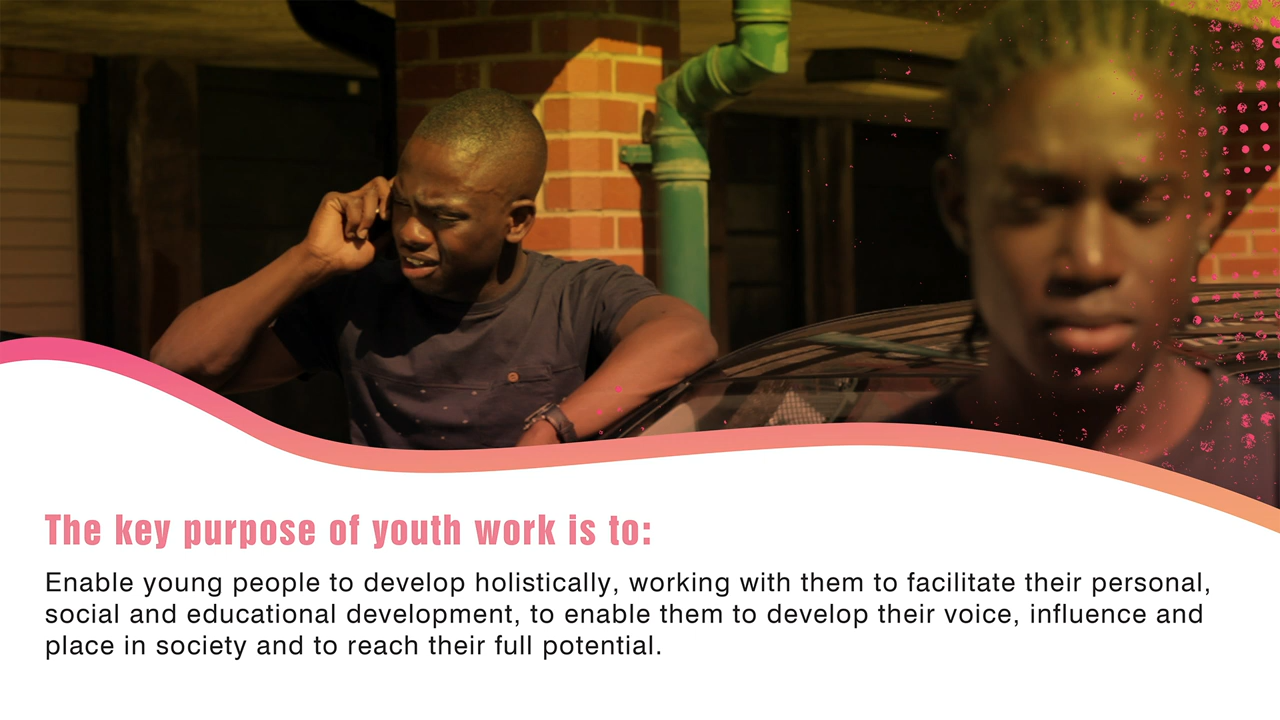 The key purpose of youth work is to:
Enable young people to develop holistically, working with them to facilitate their personal,
social and educational development, to enable them to develop their voice, influence and
place in society and to reach their full potential.